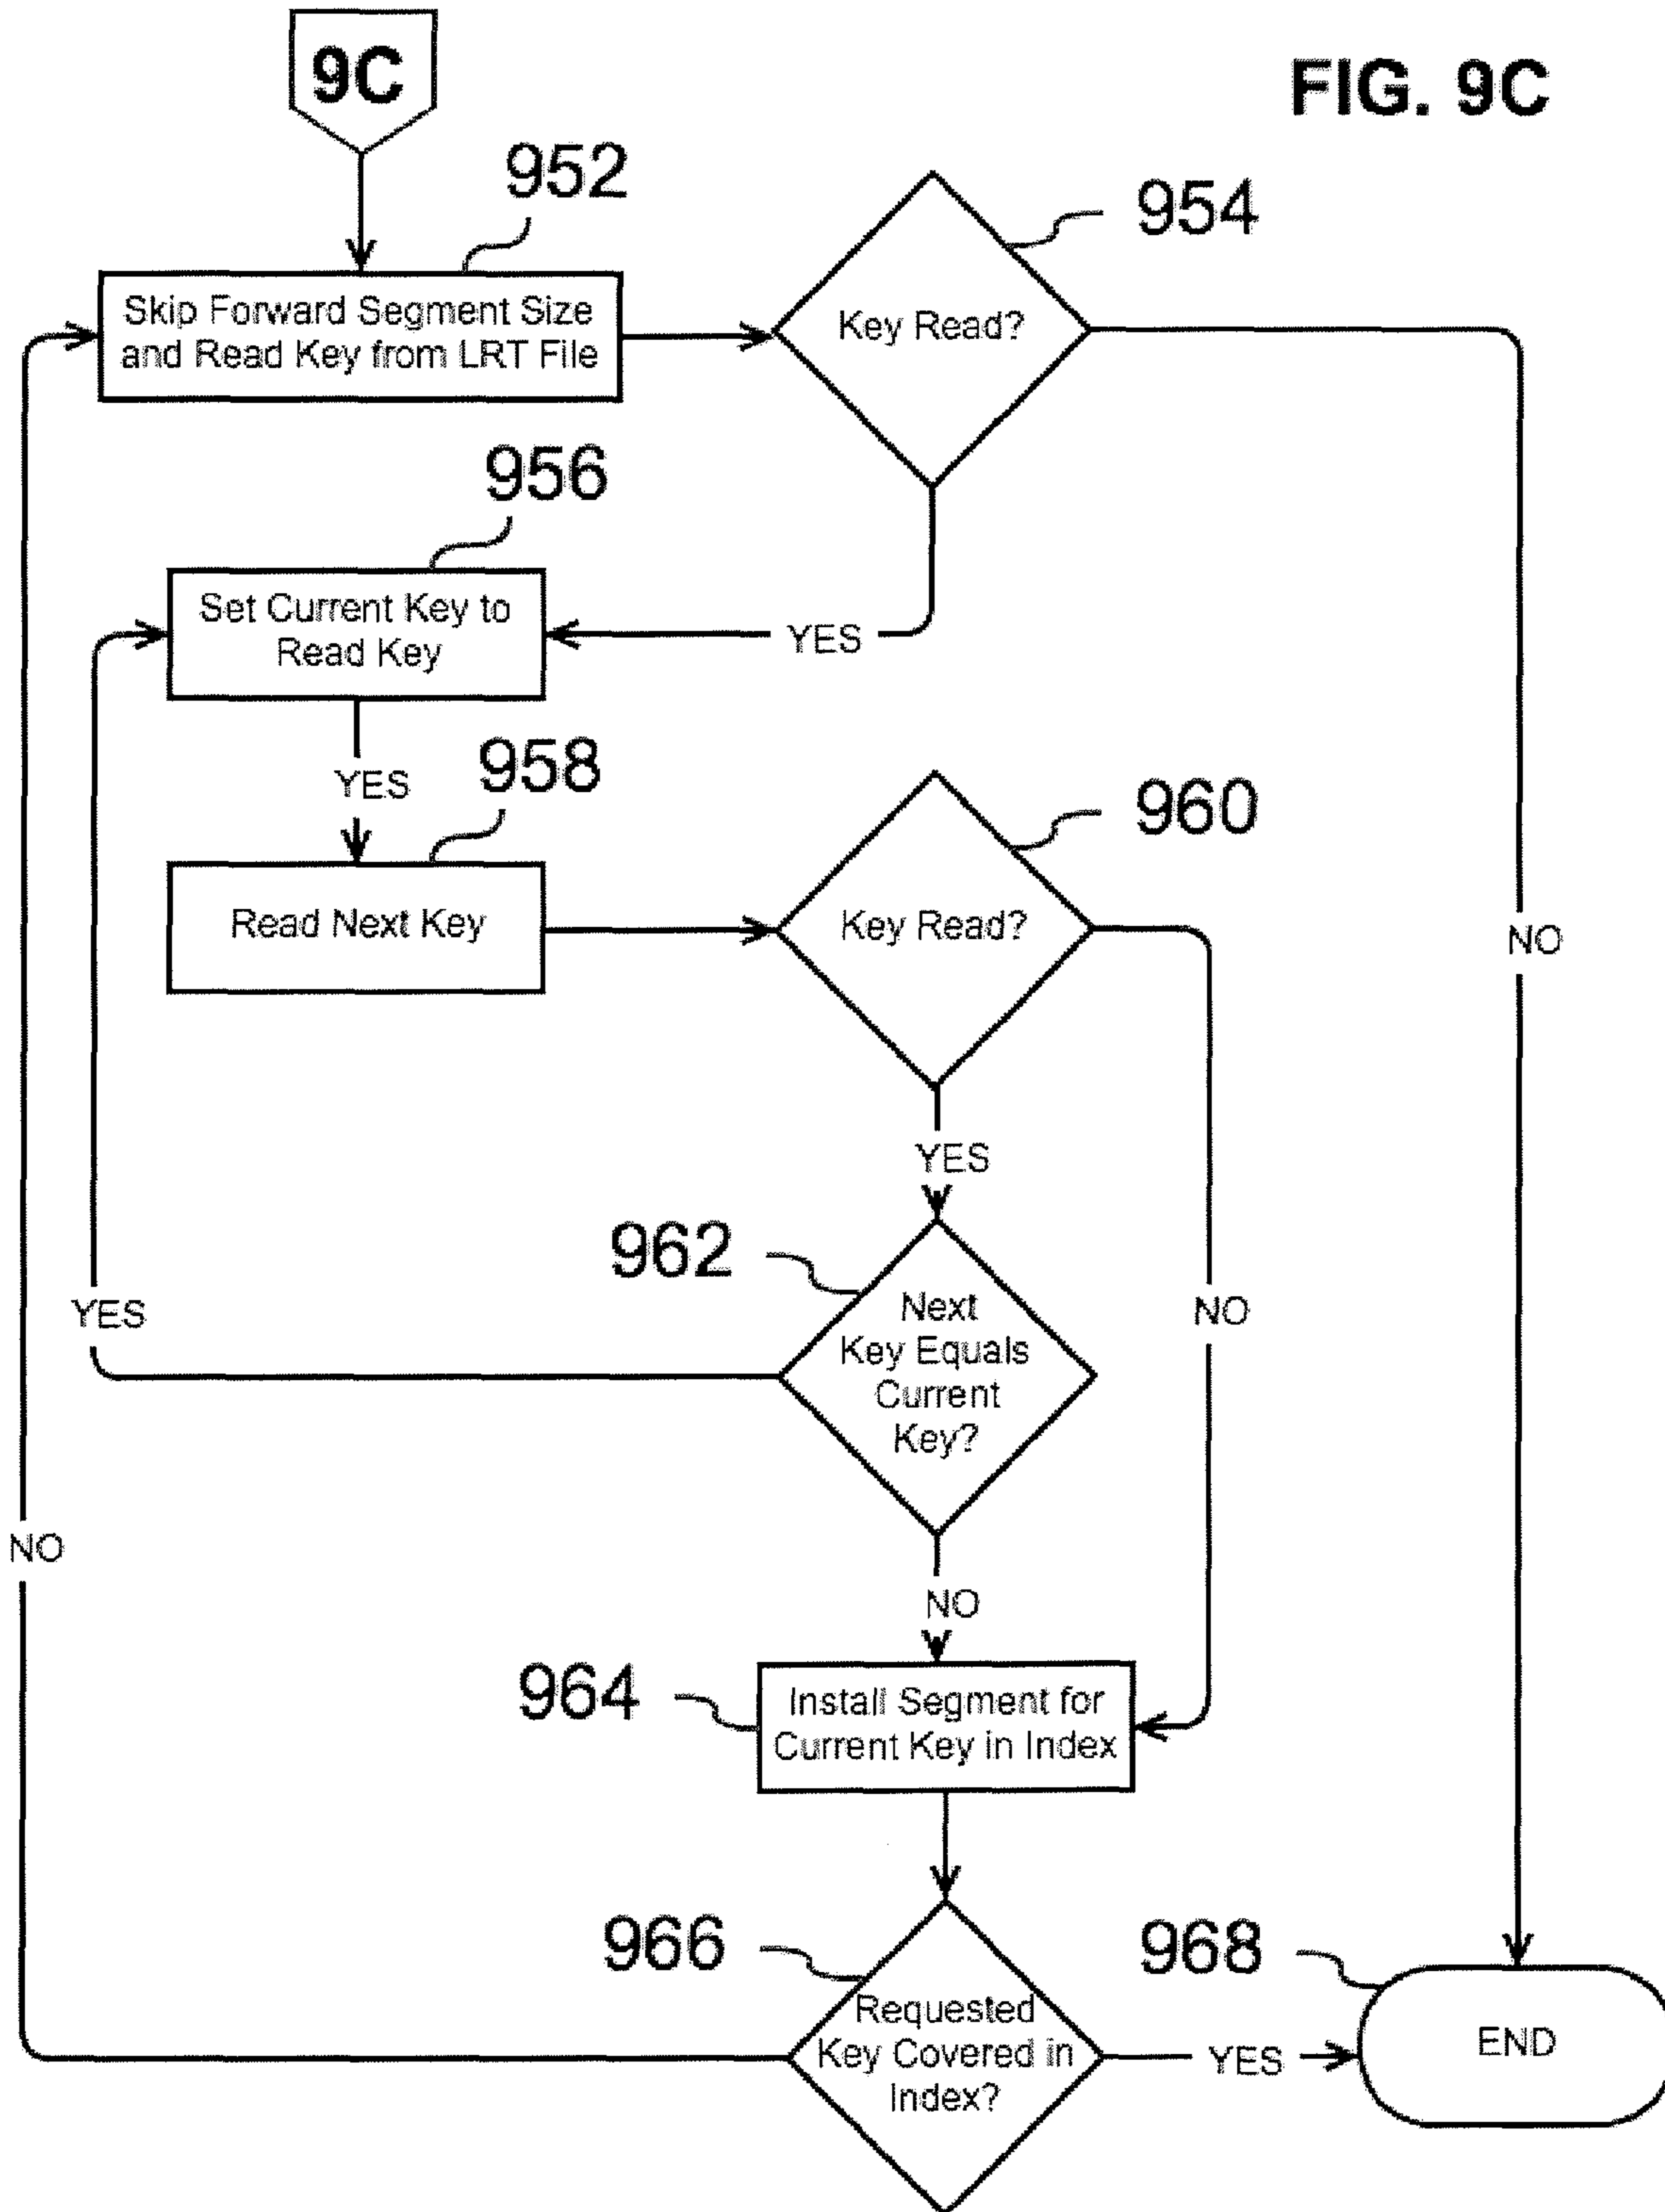 9C
FIG. 9C
952
954
Skip Forward Segment Size
and Read Key from LRT File
Key Read?
956
Set Current Key to
Read Key
YES
YES
958
960
Read Next Key
Key Read?
NO
YES
962
YES
Next
Key Equals
Current
Key?
NO
NO
NO
964
Install Segment for
Current Key in Index
966
968
Requested
Key Covered in
Index?
YES
END